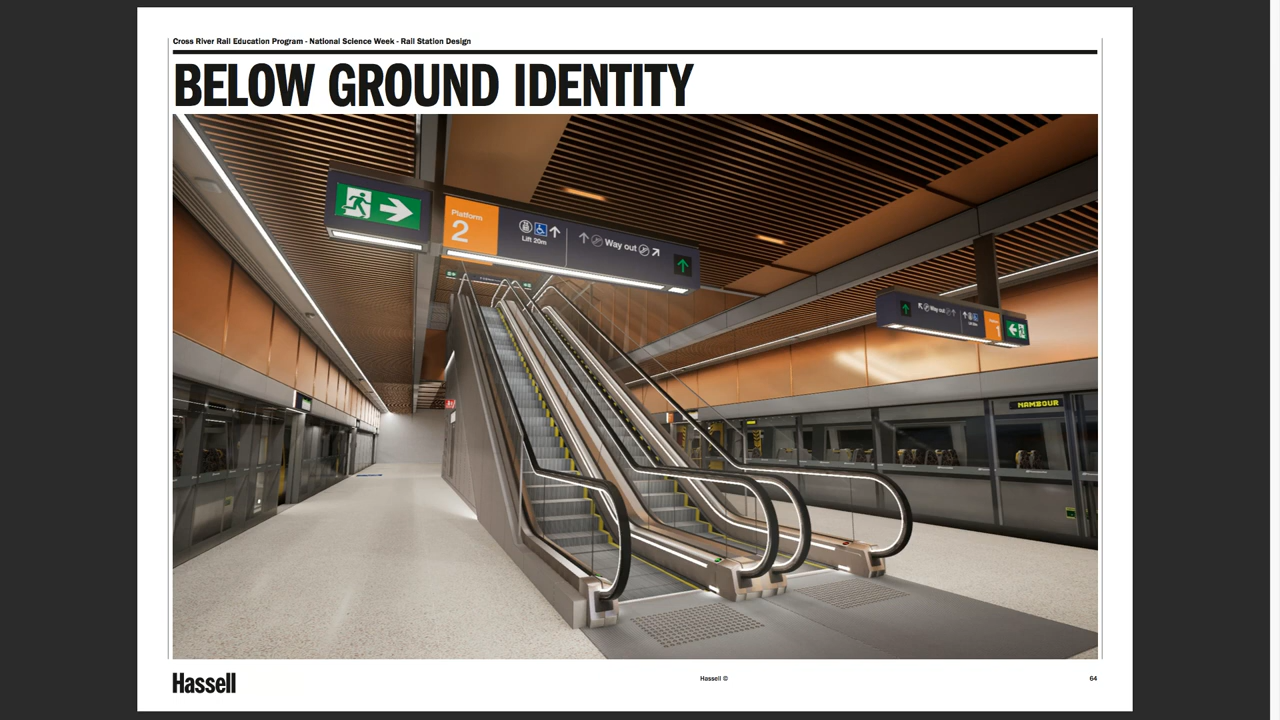 Cross River Rail Education Program - National Science Week - Rail Station Design
BELOW GROUND IDENTITY
Platform
2
Lift 20m
Way out
Way out
1
NAMBOUR
Hassell
Hassell ©
64